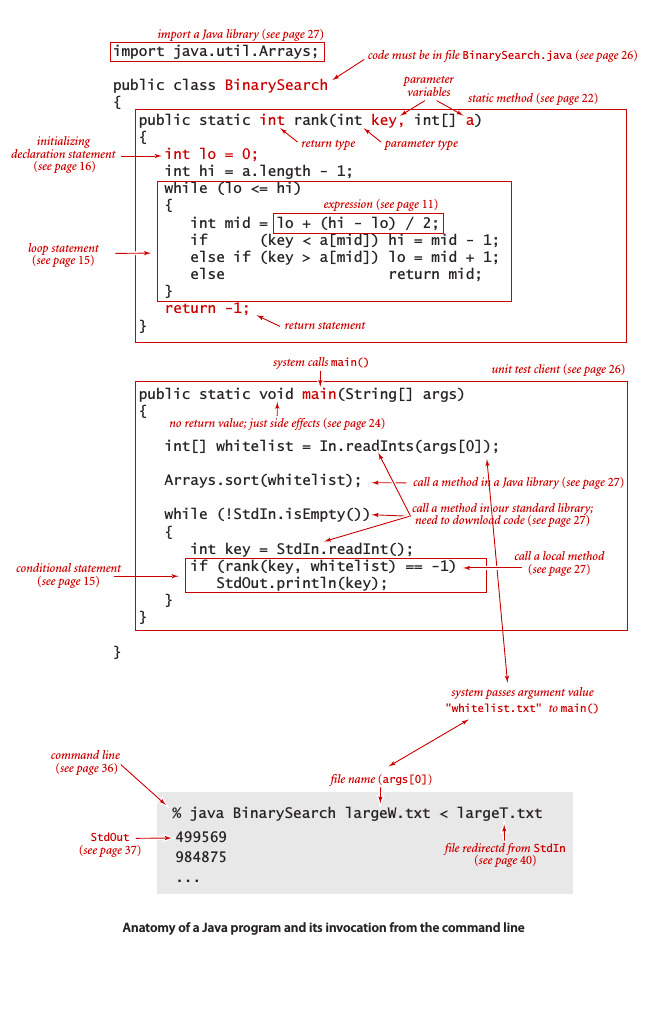 import a Java library (see page 27)
import java.util.Arrays;
code must be in file BinarySearch.java (see page 26)
public class BinarySearch
{
parameter
variables
static method (see page 22)
public static int rank(int key, int[] a)
{
return type
parameter type
initializing
declaration statement
(see page 16)
int lo = 0;
int hi = a.length - 1;
while (lo <= hi)
{
expression (see page 11)
int mid = lo + (hi - lo) / 2;
if      (key < a[mid]) hi = mid - 1;
else if (key > a[mid]) lo = mid + 1;
else                   return mid;
}
loop statement
(see page 15)
return -1;
return statement
}
system calls main()
unit test client (see page 26)
public static void main(String[] args)
{
no return value; just side effects (see page 24)
int[] whitelist = In.readInts(args[0]);
Arrays.sort(whitelist);
call a method in a Java library (see page 27)
while (!StdIn.isEmpty())
call a method in our standard library;
need to download code (see page 27)
{
int key = StdIn.readInt();
if (rank(key, whitelist) == -1)
StdOut.println(key);
call a local method
(see page 27)
conditional statement
(see page 15)
}
}
}
system passes argument value
"whitelist.txt" to main()
command line
(see page 36)
file name (args[0])
% java BinarySearch largeW.txt < largeT.txt
StdOut
(see page 37)
499569
984875
...
file redirectd from StdIn
(see page 40)
Anatomy of a Java program and its invocation from the command line